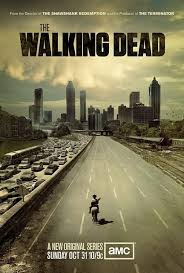 From the Director of THE SHAWSHANK REDEMPTION and the Producer of THE TERMINATOR
THE
WALKING DEAD
A NEW ORIGINAL SERIES
SUNDAY OCT 31 10/9c
amc